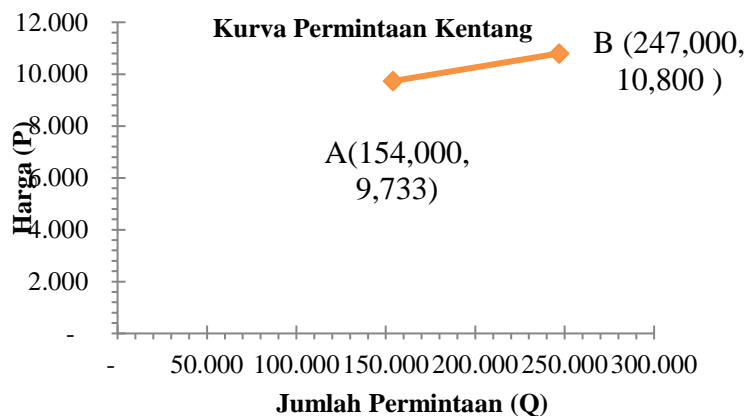 Kurva Permintaan Kentang
12.000
10.000
8.000
6.000
4.000
2.000
-
Harga (P)
B (247,000,
10,800 )
A(154,000,
9,733)
- 50.000 100.000 150.000 200.000 250.000 300.000
Jumlah Permintaan (Q)